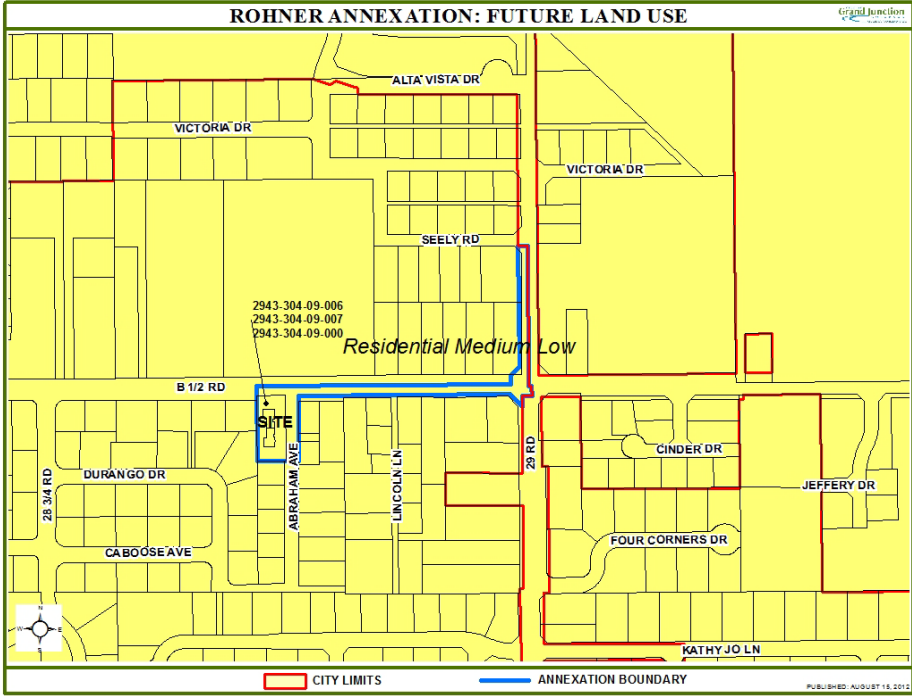 ROHNER ANNEXATION: FUTURE LAND USE
Grand Junction
ALTA VISTA DR
VICTORIA DR
VICTORIA DR
SEELY RD
2943-304-09-006
2943-304-09-007
2943-304-09-000
Residential Medium Low
B 1/2 RD
SITE
28 3/4 RD
DURANGO DR
ABRAHAM AVE
LINCOLN LN
29 RD
CINDER DR
JEFFERY DR
CABOOSE AVE
FOUR CORNERS DR
N
W
E
S
KATHY JO LN
CITY LIMITS
ANNEXATION BOUNDARY
PUBLISHED: AUGUST 15, 2012